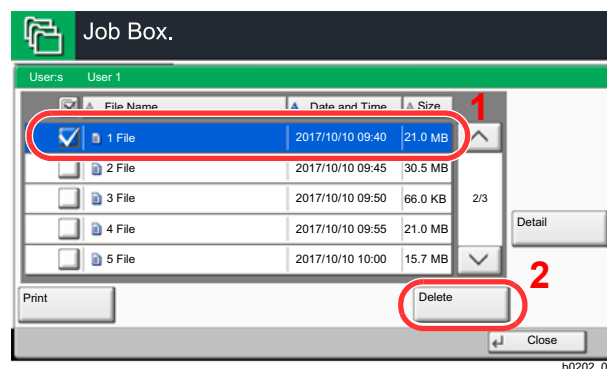 Job Box.
User:s User 1
File Name Date and Time Size 1
1 File 2017/10/10 09:40 21.0 MB
2 File 2017/10/10 09:45 30.5 MB
3 File 2017/10/10 09:50 66.0 KB 2/3
4 File 2017/10/10 09:55 21.0 MB Detail
5 File 2017/10/10 10:00 15.7 MB
2
Print Delete
Close